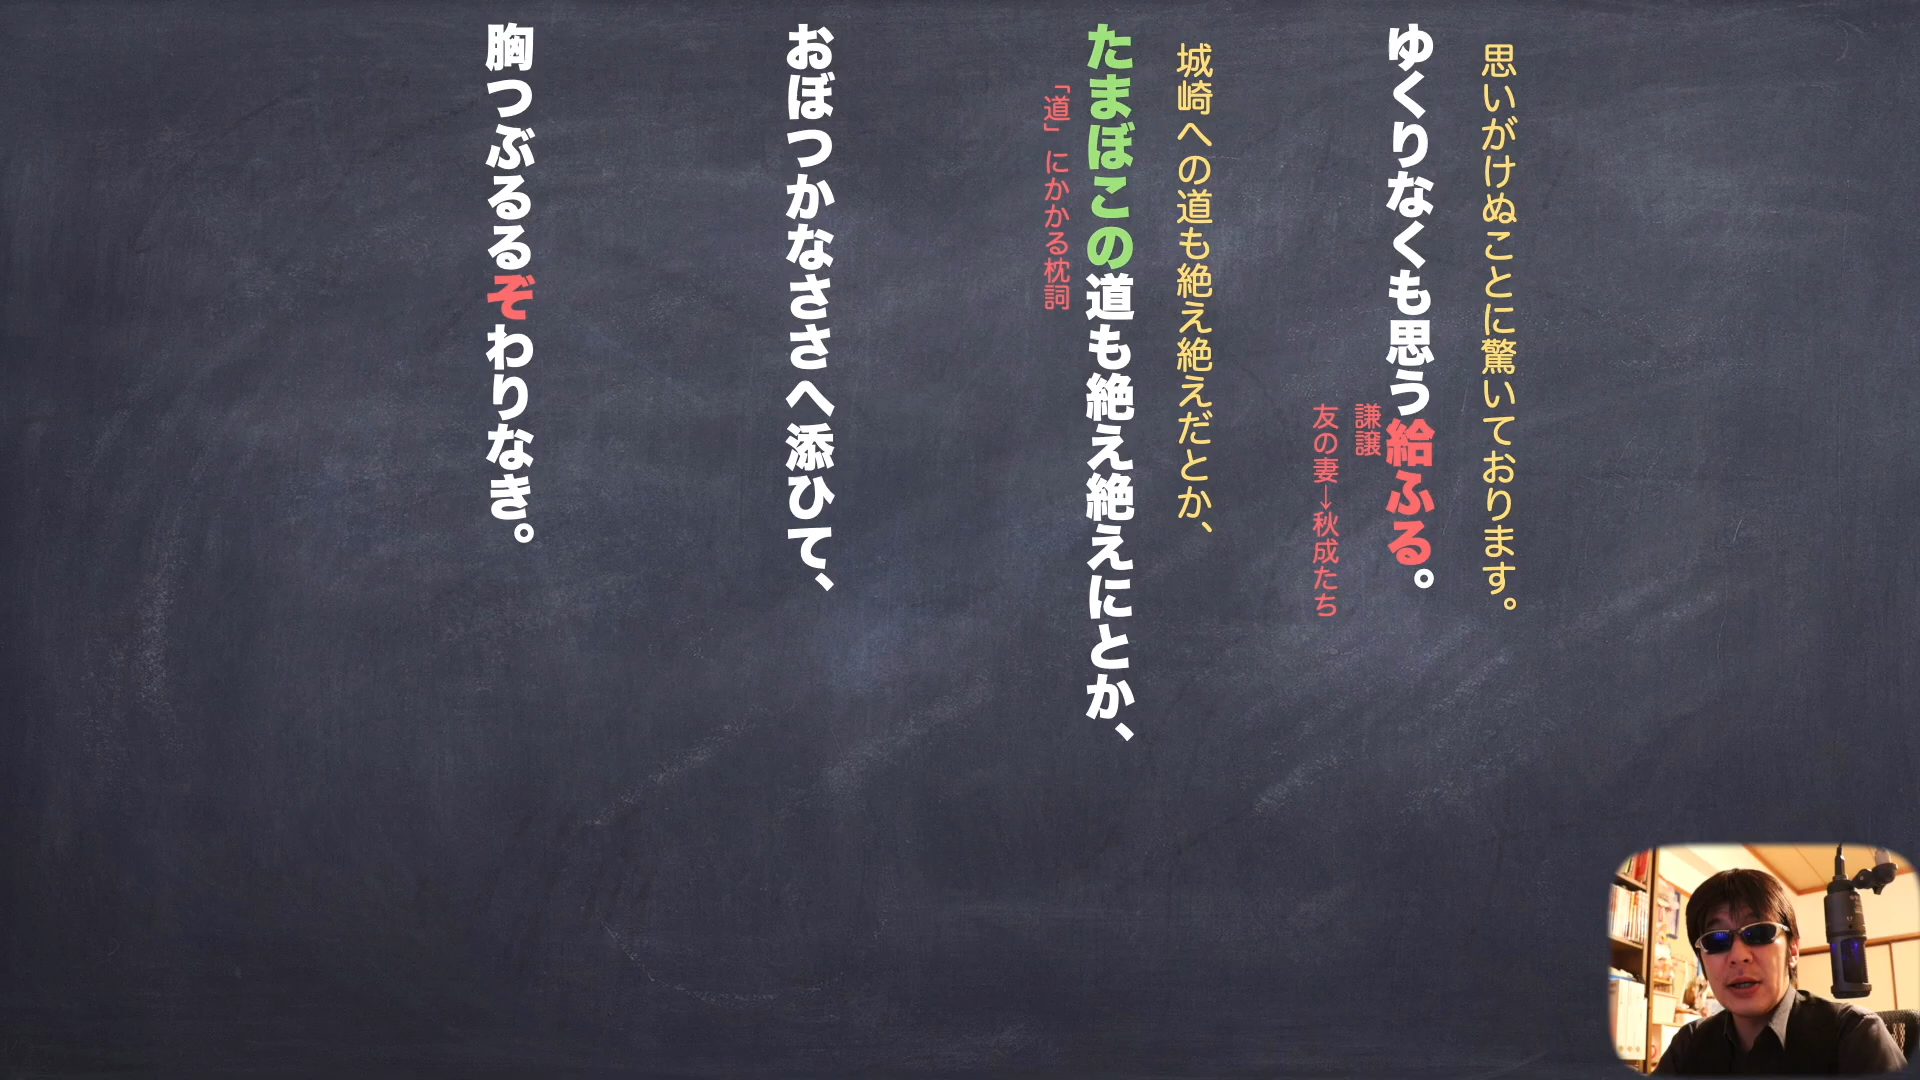 思いがけぬことに驚いております。
ゆくりなくも思う給ふる。
謙譲
友の妻→秋成たち
城崎への道も絶え絶えだとか、
たまぼこの道も絶え絶えにとか、
「道」にかかる枕詞
おぼつかなささへ添ひて、
胸つぶるるぞわりなき。